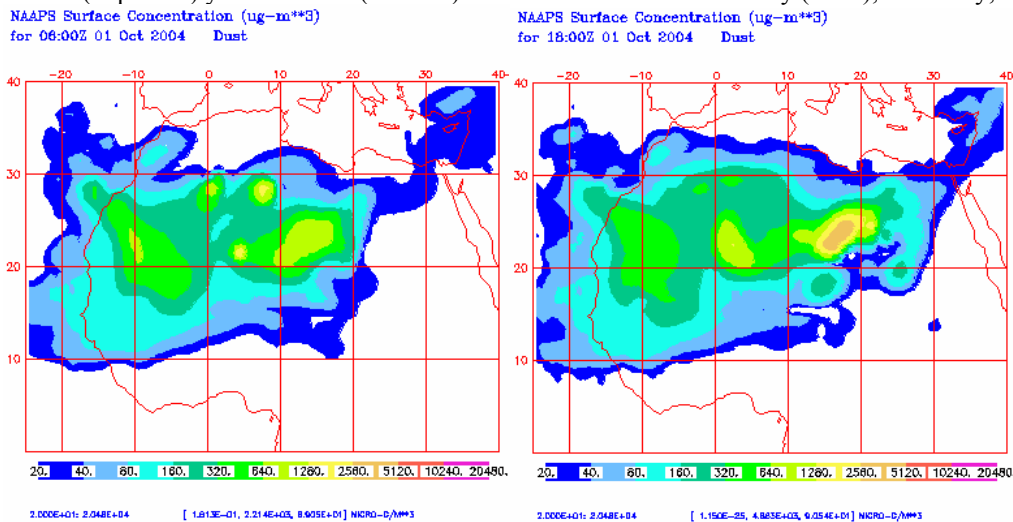 NAAPS Surface Concentration (ug-m**3)
for 06:00Z 01 Oct 2004 Dust
-20 -10 0 10 20 30 40
40
30
20
10
20. 40. 80. 160. 320. 640. 1280. 2560. 5120. 10240. 20480.
2.000E+01: 2.048E+04 [ 1.813E-01, 2.214E+03, 8.905E+01] MICRO-G/M**3
NAAPS Surface Concentration (ug-m**3)
for 18:00Z 01 Oct 2004 Dust
-20 -10 0 10 20 30 40
40
30
20
10
20. 40. 80. 160. 320. 640. 1280. 2560. 5120. 10240. 20480.
2.000E+01: 2.048E+04 [ 1.150E-25, 4.863E+03, 9.054E+01] MICRO-G/M**3